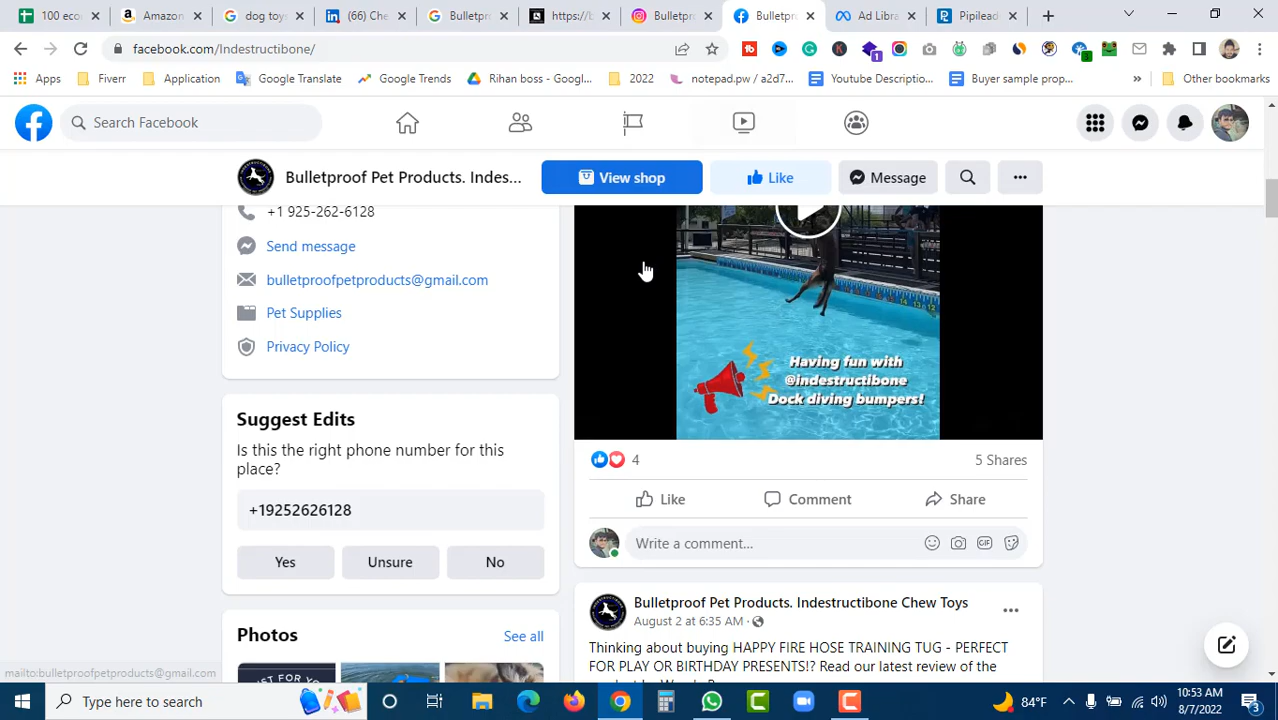 100 eco
Amazon
dog toys
(66) Che
Bulletpr
https://b
Bulletpr
Bulletpr
Ad Libra
Pipilead
facebook.com/Indestructibone/
Apps
Fiverr
Application
Google Translate
Google Trends
Rihan boss - Googl...
2022
notepad.pw / a2d7...
Youtube Descriptio...
Buyer sample prop...
»
Other bookmarks
Search Facebook
Bulletproof Pet Products. Indes...
View shop
Like
Message
+1 925-262-6128
Send message
bulletproofpetproducts@gmail.com
Pet Supplies
Privacy Policy
Suggest Edits
Is this the right phone number for this
place?
+19252626128
Yes
Unsure
No
Photos
See all
Having fun with
@indestructibone
Dock diving bumpers!
4
5 Shares
Like
Comment
Share
Write a comment...
GIF
Bulletproof Pet Products. Indestructibone Chew Toys
August 2 at 6:35 AM ·
Thinking about buying HAPPY FIRE HOSE TRAINING TUG - PERFECT
FOR PLAY OR BIRTHDAY PRESENTS!? Read our latest review of the
mailto:bulletproofpetproducts@gmail.com
Type here to search
84°F
10:53 AM
8/7/2022
3